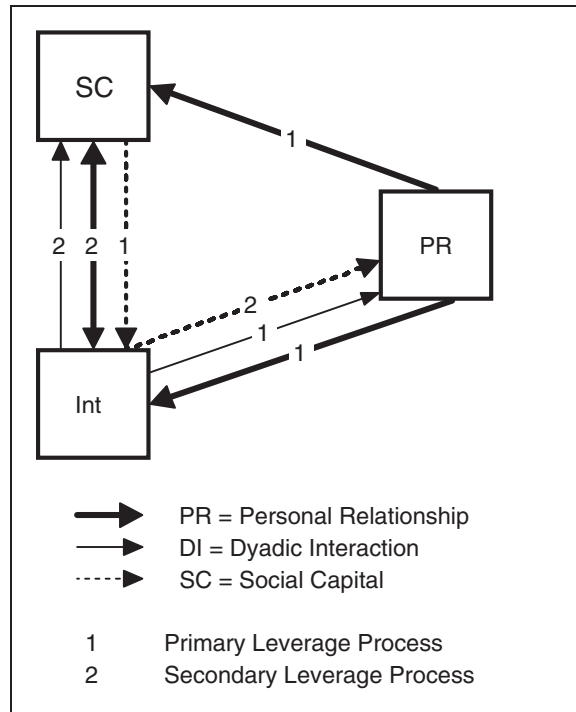 SC
1
PR
2 2 1
2
1
1
Int
PR = Personal Relationship
DI = Dyadic Interaction
SC = Social Capital
1 Primary Leverage Process
2 Secondary Leverage Process